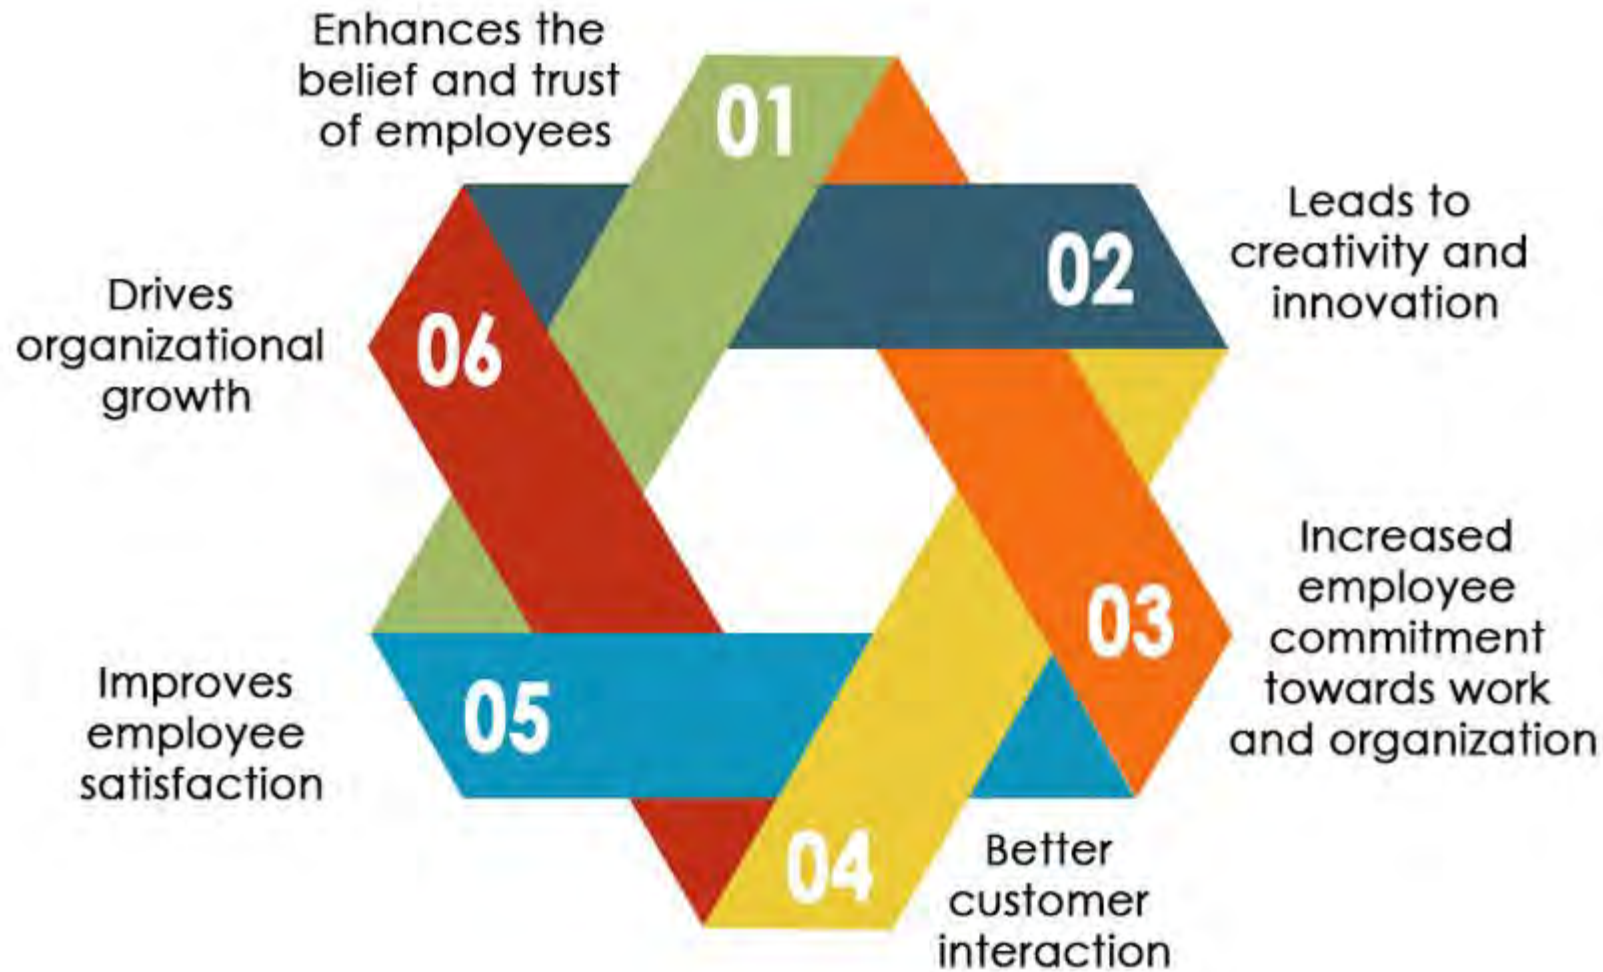 01
Enhances the
belief and trust
of employees
02
Leads to
creativity and
innovation
03
Increased
employee
commitment
towards work
and organization
04
Better
customer
interaction
05
Improves
employee
satisfaction
06
Drives
organizational
growth